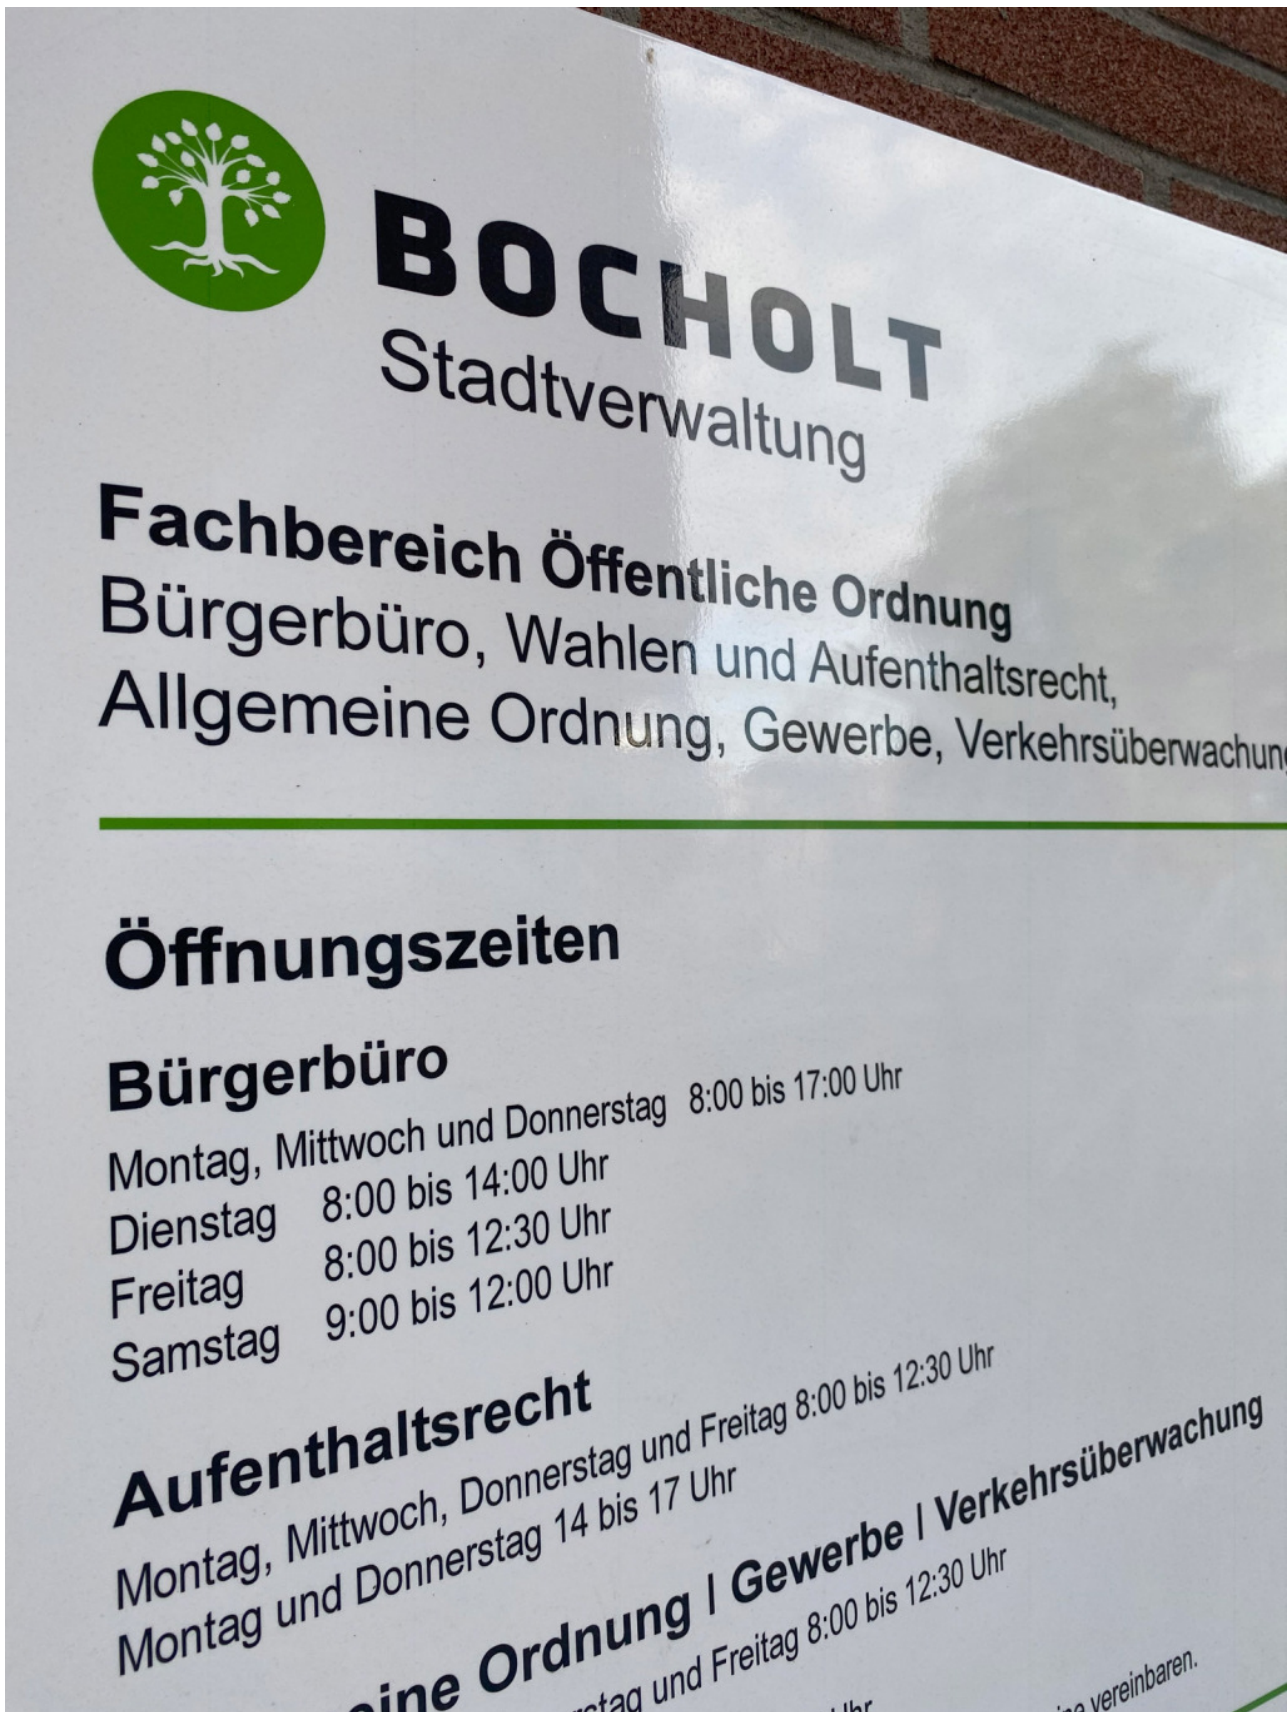 BOCHOLT
Stadtverwaltung
Fachbereich Öffentliche Ordnung
Bürgerbüro, Wahlen und Aufenthaltsrecht,
Allgemeine Ordnung, Gewerbe,
Öffnungszeiten
Bürgerbüro
Montag, Mittwoch und Donnerstag 8:00 bis 17:00 Uhr
Dienstag 8:00 bis 14:00 Uhr
Freitag 8:00 bis 12:30 Uhr
Samstag 9:00 bis 12:00 Uhr
Aufenthaltsrecht
Montag, Mittwoch, Donnerstag und Freitag 8:00 bis 12:30 Uhr
Montag und Donnerstag 14 bis 17 Uhr
Ordnung | Gewerbe | Verkehrsüberwachung
und Freitag 8:00 bis 12:30 Uhr
vereinbaren.